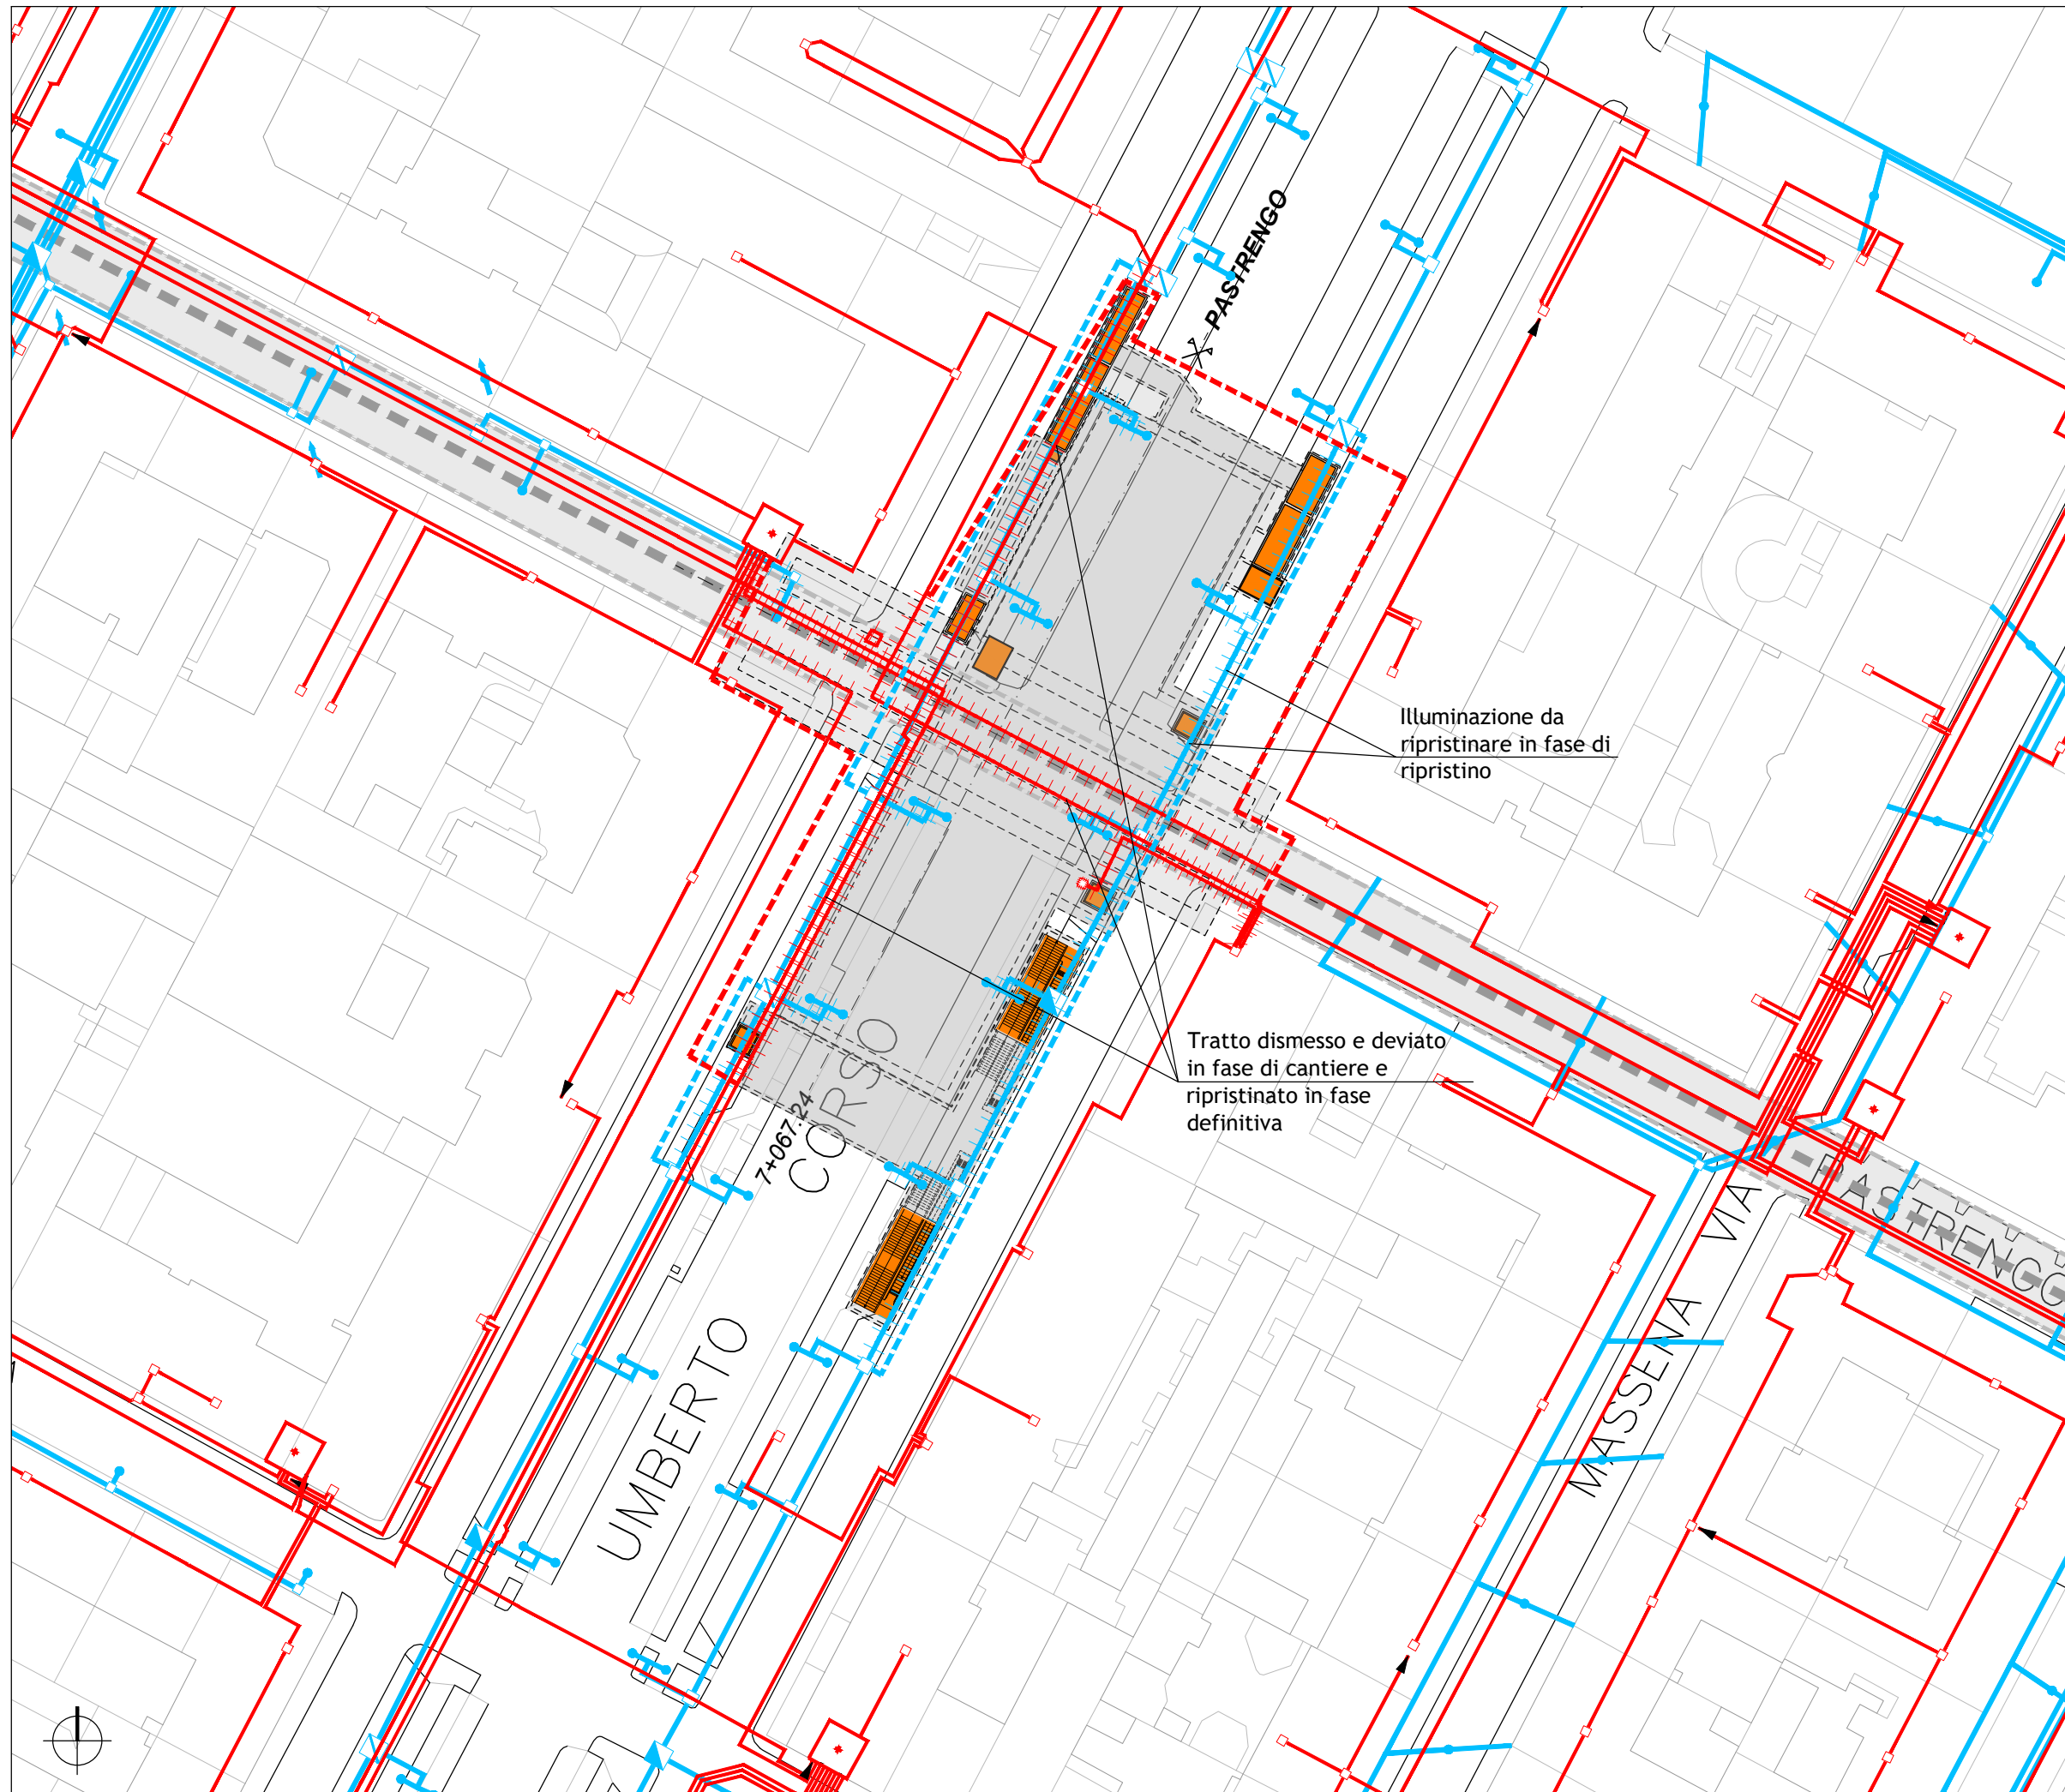 PASTRENGO
Illuminazione da
ripristinare in fase di
ripristino
Tratto dismesso e deviato
in fase di cantiere e
ripristinato in fase
definitiva
7+067.24
CORSO
UMBERTO
VIA
PASTRENGO
MASSENA